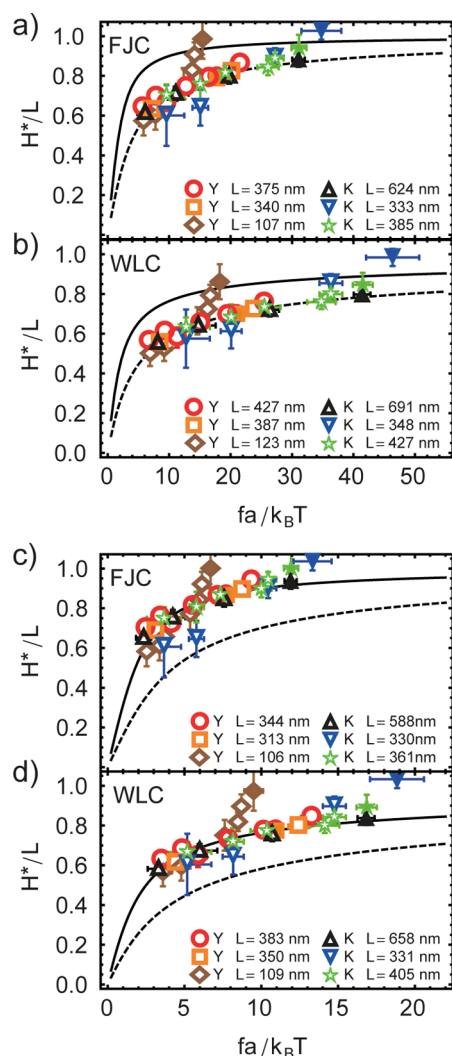 a)
FJC
1.0
0.8
0.6
0.4
0.2
H*/L
Y L= 375 nm K L= 624 nm
Y L= 340 nm K L= 333 nm
Y L= 107 nm K L= 385 nm
b)
WLC
1.0
0.8
0.6
0.4
0.2
0.0
H*/L
Y L= 427 nm K L= 691 nm
Y L= 387 nm K L= 348 nm
Y L= 123 nm K L= 427 nm
0 10 20 30 40 50
fa/kBT
c)
FJC
1.0
0.8
0.6
0.4
0.2
H*/L
Y L= 344 nm K L= 588nm
Y L= 313 nm K L= 330nm
Y L= 106 nm K L= 361nm
d)
WLC
1.0
0.8
0.6
0.4
0.2
0.0
H*/L
Y L= 383 nm K L= 658 nm
Y L= 350 nm K L= 331 nm
Y L= 109 nm K L= 405 nm
0 5 10 15 20
fa/kBT